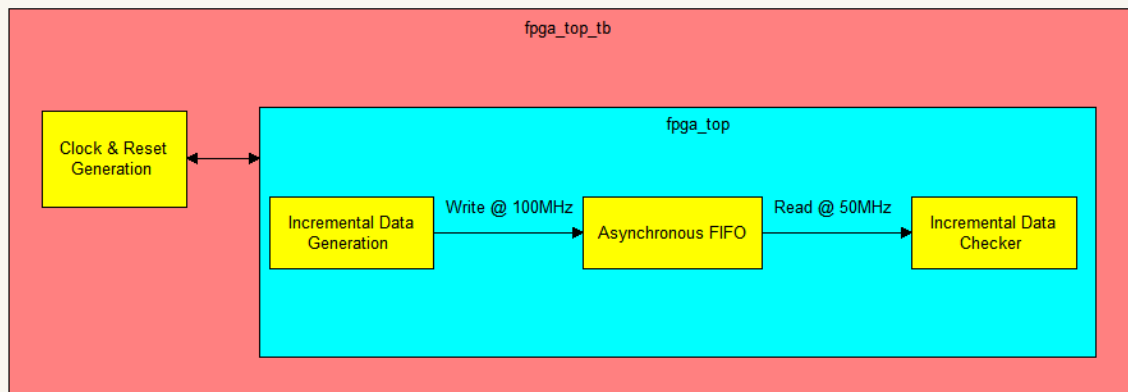 fpga_top_tb
fpga_top
Clock & Reset
Generation
Incremental Data
Generation
Write @ 100MHz
Asynchronous FIFO
Read @ 50MHz
Incremental Data
Checker